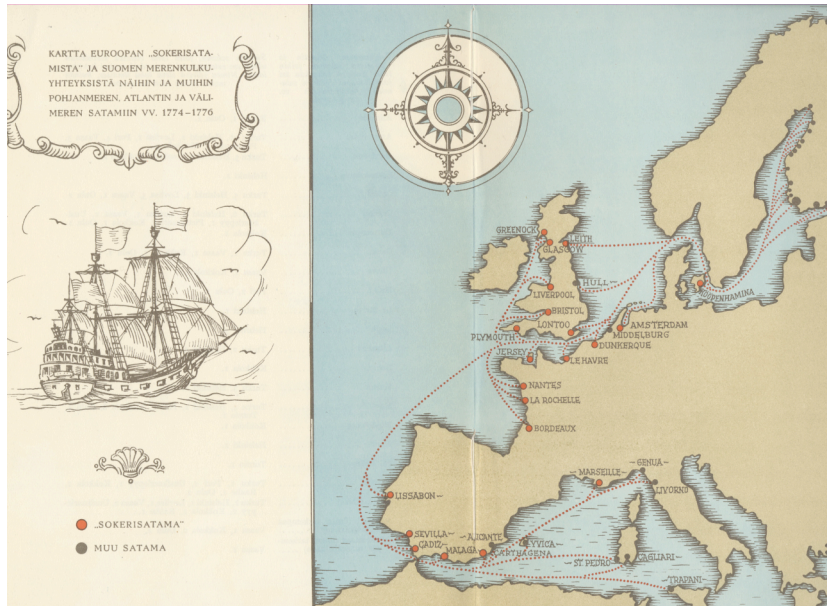 KARTTA EUROOPAN „SOKERISATA-
MISTA" JA SUOMEN MERENKULKU-
YHTEYKSISTÄ NÄIHIN JA MUIHIN
POHJANMEREN, ATLANTIN JA VÄLI-
MEREN SATAMIIN VV. 1774–1776
„SOKERISATAMA"
MUU SATAMA
GREENOCK
GLASGOW
LEITH
HULL
LIVERPOOL
BRISTOL
LONTOO
PLYMOUTH
JERSEY
LE HAVRE
AMSTERDAM
MIDDELBURG
DUNKERQUE
KÖÖPENHAMINA
NANTES
LA ROCHELLE
BORDEAUX
LISSABON
SEVILLA
CADIZ
MALAGA
ALICANTE
CARTHAGENA
YVICA
MARSEILLE
GENUA
LIVORNO
ST PEDRO
CAGLIARI
TRAPANI